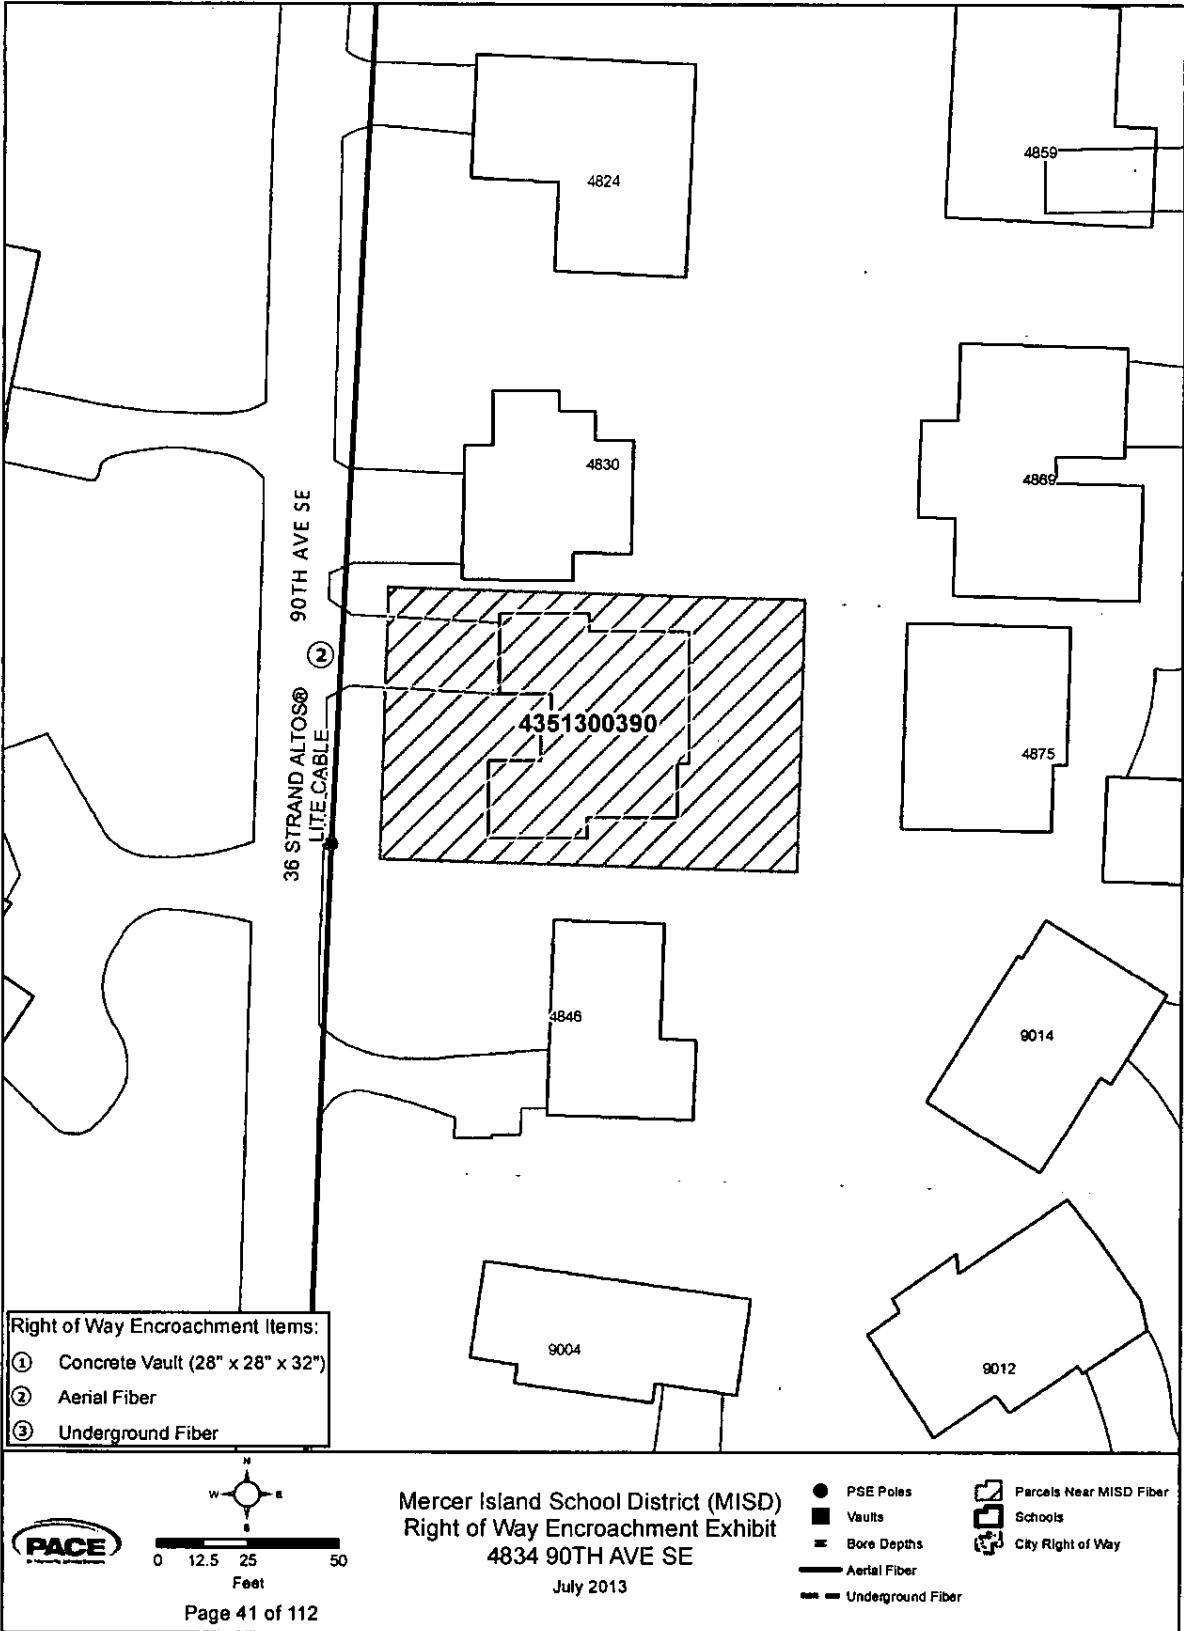 4824
4859
4830
4869
90TH AVE SE
2
36 STRAND ALTOS®
LITE CABLE
4351300390
4875
4846
9014
9004
9012
Right of Way Encroachment Items:
1 Concrete Vault (28" x 28" x 32")
2 Aerial Fiber
3 Underground Fiber
N
W E
S
PACE
0 12.5 25 50
Feet
Page 41 of 112
Mercer Island School District (MISD)
Right of Way Encroachment Exhibit
4834 90TH AVE SE
July 2013
PSE Poles
Vaults
Bore Depths
Aerial Fiber
Underground Fiber
Parcels Near MISD Fiber
Schools
City Right of Way